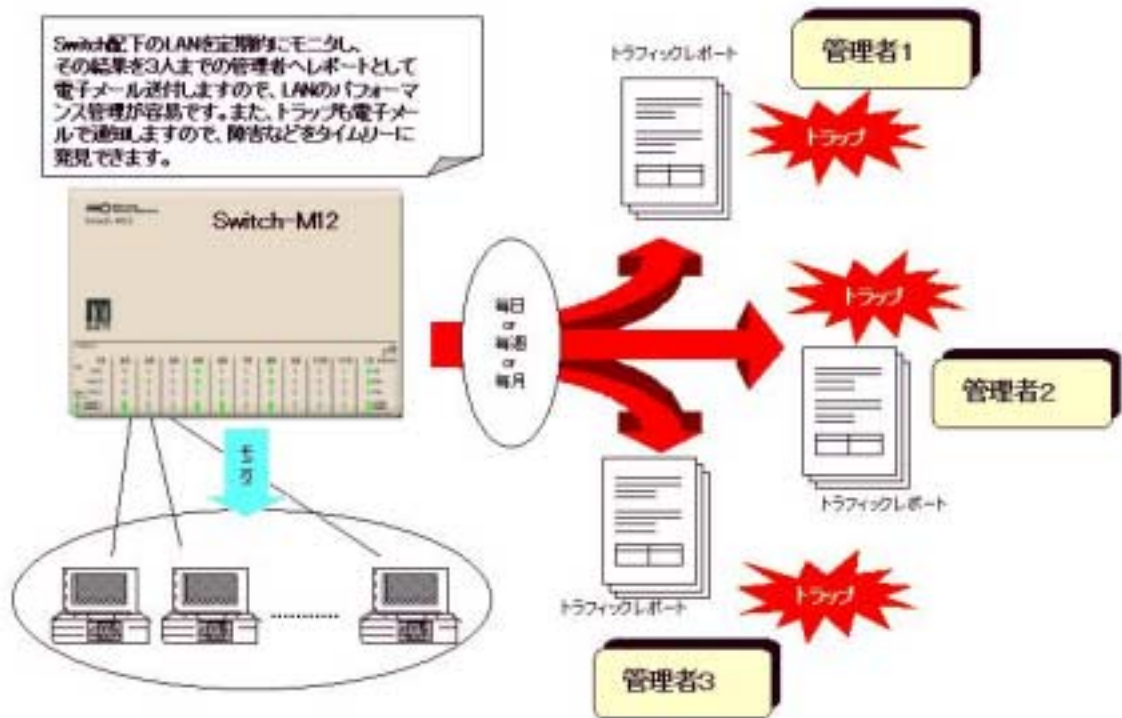 Switch配下のLANを定期的にモニタし、
その結果を3人までの管理者へレポートとして
電子メール送付しますので、LANのパフォーマ
ンス管理が容易です。また、トラップも電子メー
ルで通知しますので、障害などをタイムリーに
発見できます。
Switch-M12
モニタ
毎日
or
毎週
or
毎月
トラフィックレポート
管理者1
トラップ
トラップ
管理者2
トラフィックレポート
トラフィックレポート
トラップ
管理者3